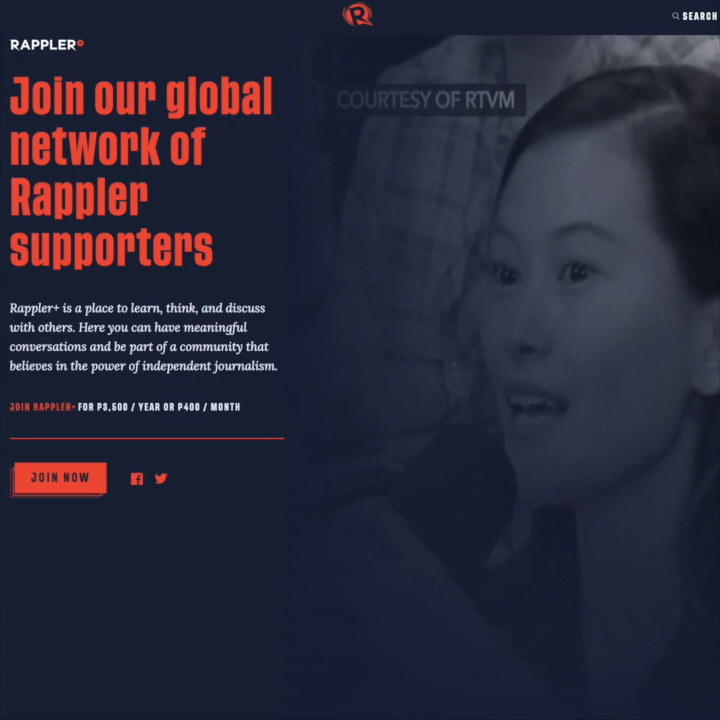 SEARCH
RAPPLER+
COURTESY OF RTVM
Join our global
network of
Rappler
supporters
Rappler+ is a place to learn, think, and discuss
with others. Here you can have meaningful
conversations and be part of a community that
believes in the power of independent journalism.
JOIN RAPPLER+ FOR P3,500 / YEAR OR P400 / MONTH
JOIN NOW